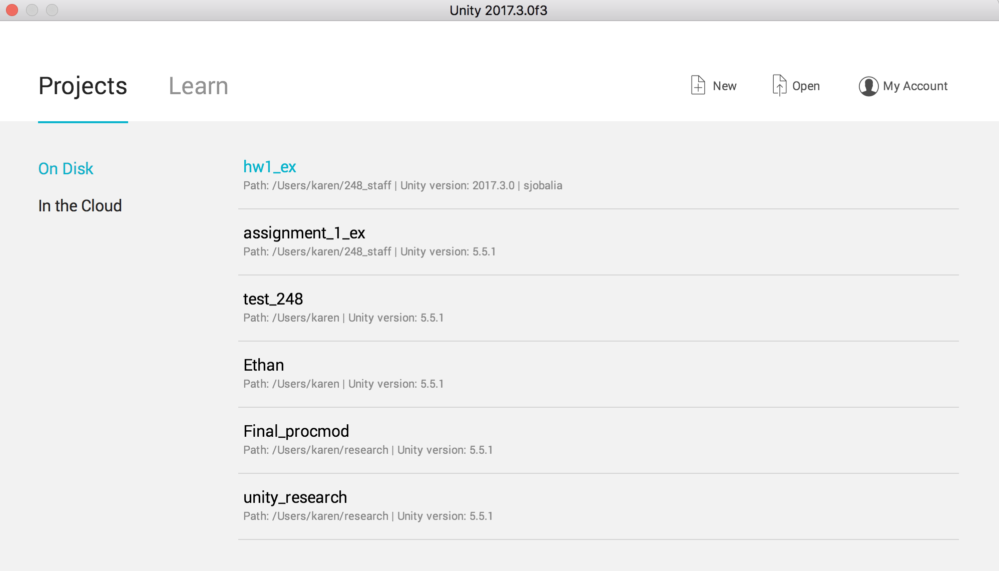 Unity 2017.3.0f3
Projects
Learn
New
Open
My Account
On Disk
In the Cloud
hw1_ex
Path: /Users/karen/248_staff | Unity version: 2017.3.0 | sjobalia
assignment_1_ex
Path: /Users/karen/248_staff | Unity version: 5.5.1
test_248
Path: /Users/karen | Unity version: 5.5.1
Ethan
Path: /Users/karen | Unity version: 5.5.1
Final_procmod
Path: /Users/karen/research | Unity version: 5.5.1
unity_research
Path: /Users/karen/research | Unity version: 5.5.1